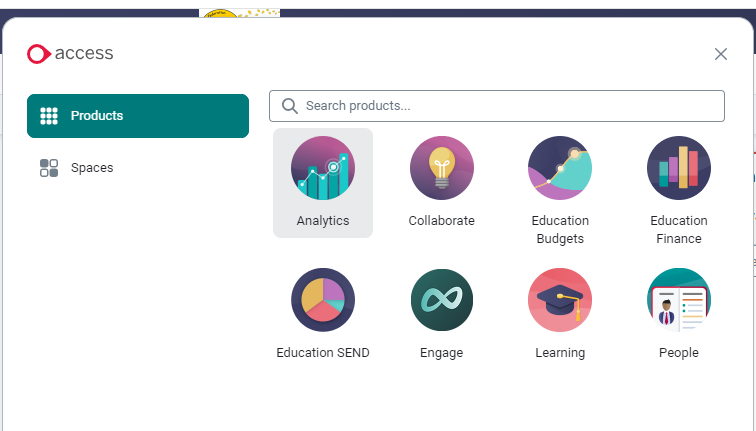 access
Products
Spaces
Search products...
Analytics
Collaborate
Education
Budgets
Education
Finance
Education SEND
Engage
Learning
People